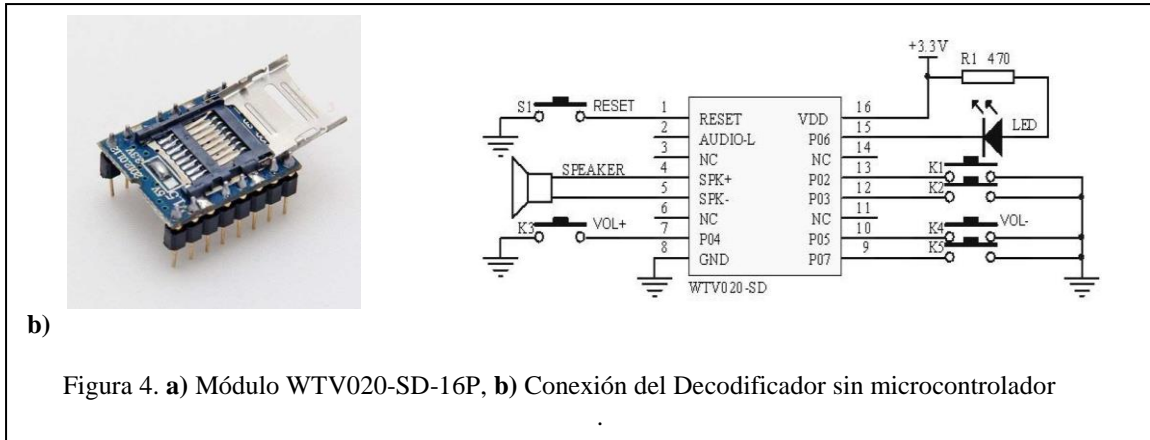 +3.3V
R1 470
S1 RESET
1 RESET VDD 16
2 AUDIO-L P06 15
LED
3 NC NC 14
SPEAKER 4 SPK+ P02 13 K1
5 SPK- P03 12 K2
6 NC NC 11
K3 VOL+ 7 P04 P05 10 K4 VOL-
8 GND P07 9 K5
WTV020-SD
b)
Figura 4. a) Módulo WTV020-SD-16P, b) Conexión del Decodificador sin microcontrolador
.